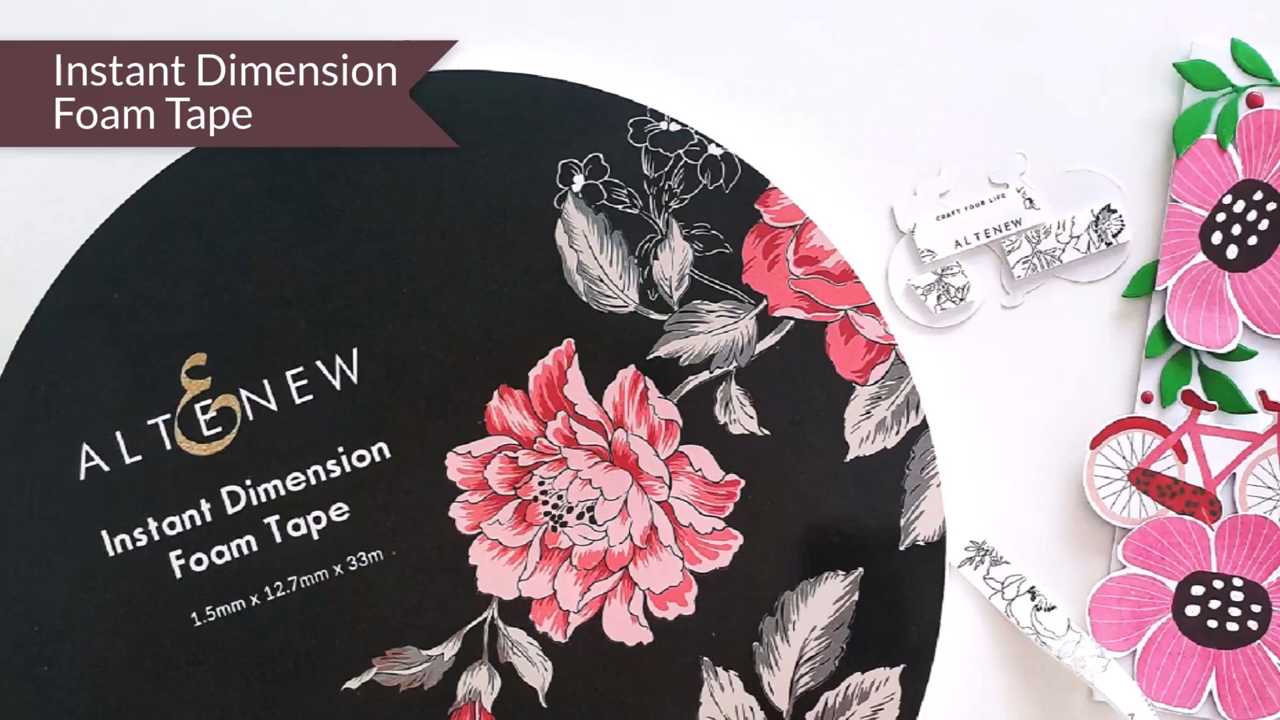 Instant Dimension
Foam Tape
ALTENEW
Instant Dimension
Foam Tape
1.5mm x 12.7mm x 33m
CRAFT YOUR LIFE
ALTENEW